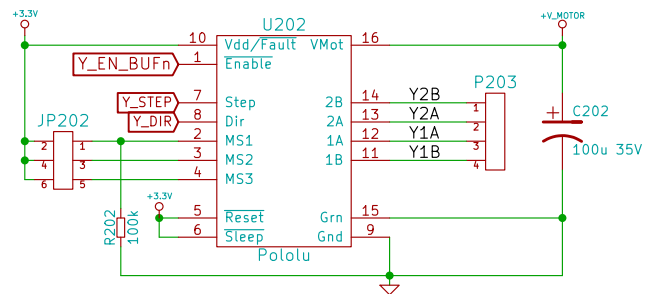 +3.3V
U202
+V_MOTOR
10 Vdd/Fault VMot 16
Y_EN_BUFn 1 Enable
P203
Y_STEP 7 Step 2B 14 Y2B 1
Y_DIR 8 Dir 2A 13 Y2A 2
JP202
2 1 2 MS1 1A 12 Y1A 3
4 3 3 MS2 1B 11 Y1B 4
6 5 4 MS3
C202
100u 35V
+3.3V
R202
100k
5 Reset Grn 15
6 Sleep Gnd 9
Pololu